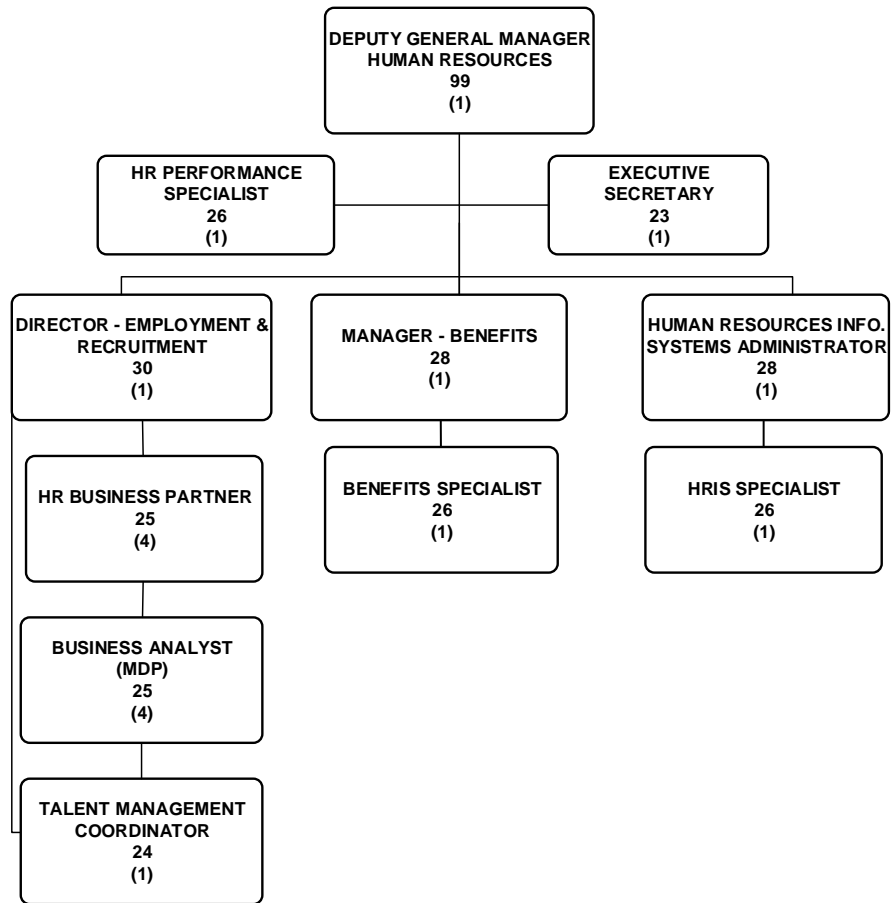 DEPUTY GENERAL MANAGER
HUMAN RESOURCES
99
(1)
HR PERFORMANCE
SPECIALIST
26
(1)
EXECUTIVE
SECRETARY
23
(1)
DIRECTOR - EMPLOYMENT &
RECRUITMENT
30
(1)
MANAGER - BENEFITS
28
(1)
HUMAN RESOURCES INFO.
SYSTEMS ADMINISTRATOR
28
(1)
HR BUSINESS PARTNER
25
(4)
BENEFITS SPECIALIST
26
(1)
HRIS SPECIALIST
26
(1)
BUSINESS ANALYST
(MDP)
25
(4)
TALENT MANAGEMENT
COORDINATOR
24
(1)